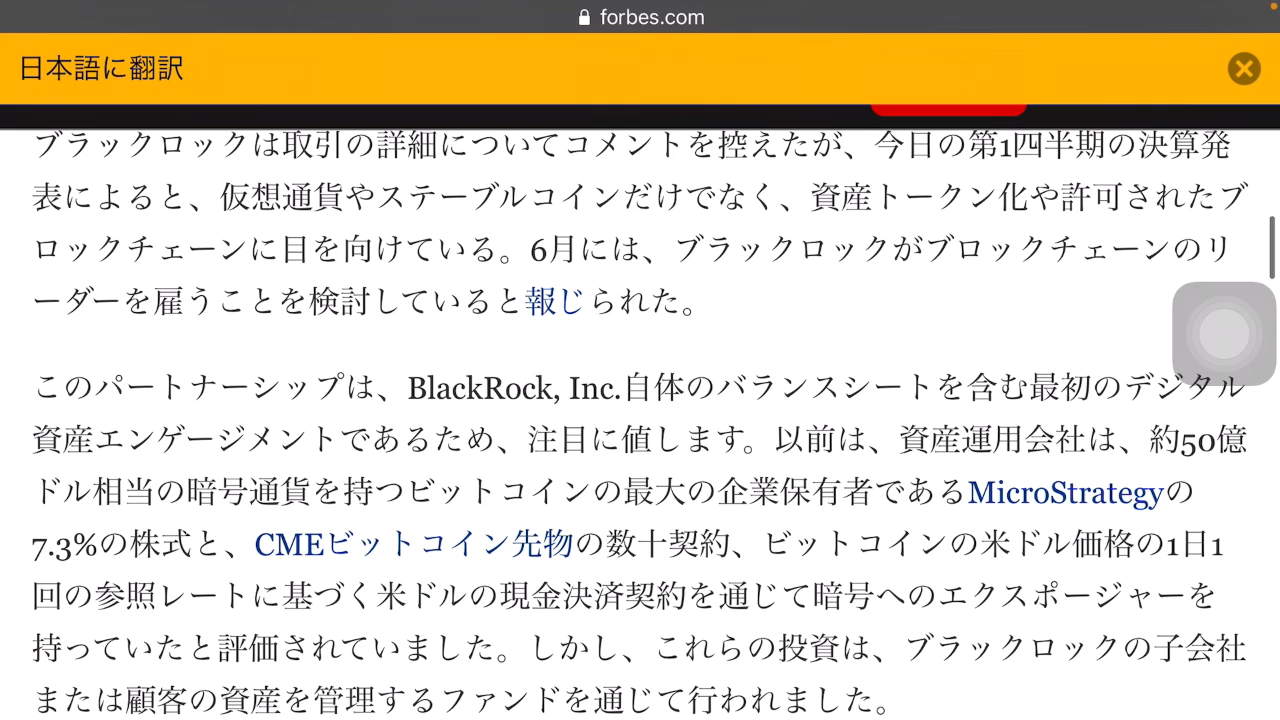 forbes.com
日本語に翻訳
ブラックロックは取引の詳細についてコメントを控えたが、今日の第1四半期の決算発
表によると、仮想通貨やステーブルコインだけでなく、資産トークン化や許可されたブ
ロックチェーンに目を向けている。6月には、ブラックロックがブロックチェーンのリ
ーダーを雇うことを検討していると報じられた。
このパートナーシップは、BlackRock, Inc.自体のバランスシートを含む最初のデジタル
資産エンゲージメントであるため、注目に値します。以前は、資産運用会社は、約50億
ドル相当の暗号通貨を持つビットコインの最大の企業保有者であるMicroStrategyの
7.3%の株式と、CMEビットコイン先物の数十契約、ビットコインの米ドル価格の1日1
回の参照レートに基づく米ドルの現金決済契約を通じて暗号へのエクスポージャーを
持っていたと評価されていました。しかし、これらの投資は、ブラックロックの子会社
または顧客の資産を管理するファンドを通じて行われました。